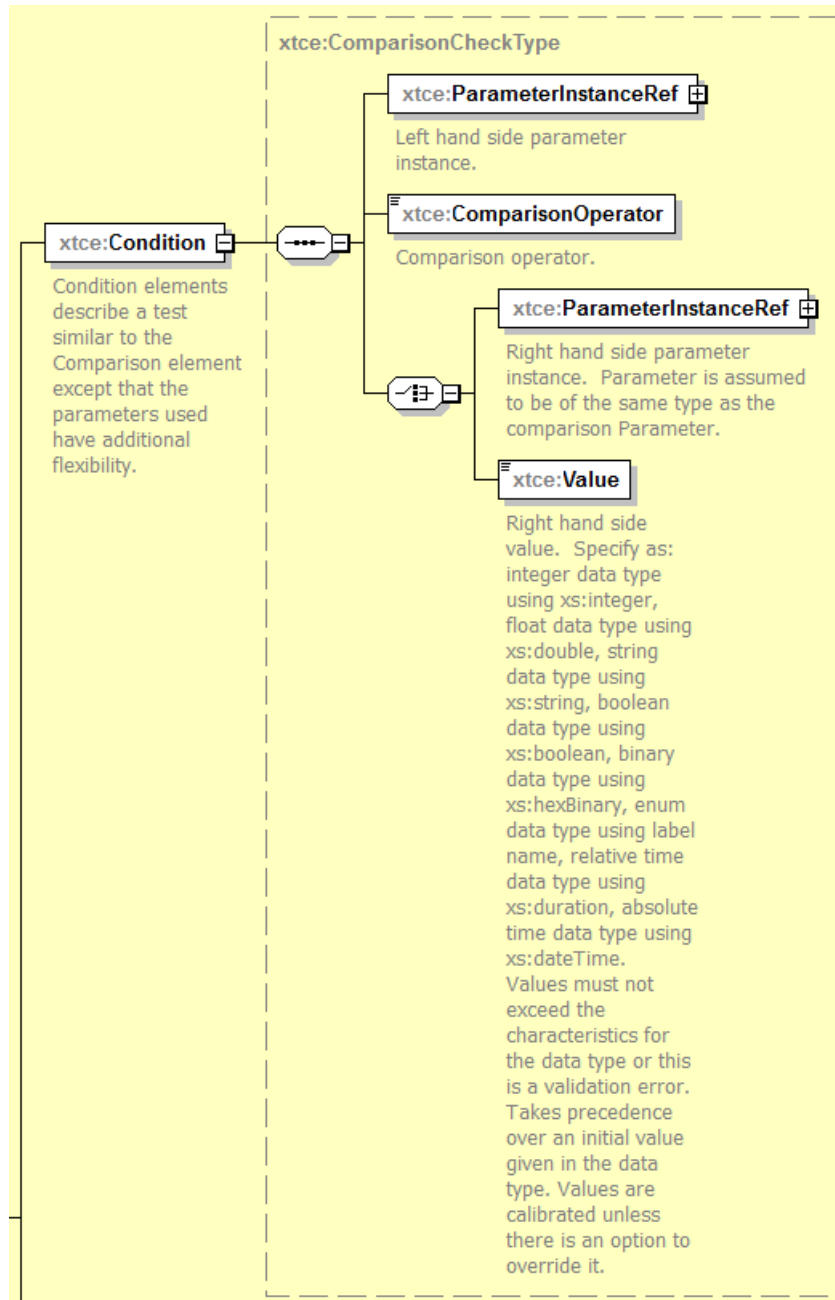 xtce:ComparisonCheckType
xtce:ParameterInstanceRef
Left hand side parameter
instance.
xtce:ComparisonOperator
Comparison operator.
xtce:Condition
Condition elements
describe a test
similar to the
Comparison element
except that the
parameters used
have additional
flexibility.
xtce:ParameterInstanceRef
Right hand side parameter
instance.  Parameter is assumed
to be of the same type as the
comparison Parameter.
xtce:Value
Right hand side
value.  Specify as:
integer data type
using xs:integer,
float data type using
xs:double, string
data type using
xs:string, boolean
data type using
xs:boolean, binary
data type using
xs:hexBinary, enum
data type using label
name, relative time
data type using
xs:duration, absolute
time data type using
xs:dateTime.
Values must not
exceed the
characteristics for
the data type or this
is a validation error.
Takes precedence
over an initial value
given in the data
type. Values are
calibrated unless
there is an option to
override it.